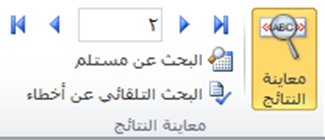 ABC
معاينة
النتائج
٢
البحث عن مستلم
البحث التلقائي عن أخطاء
معاينة النتائج